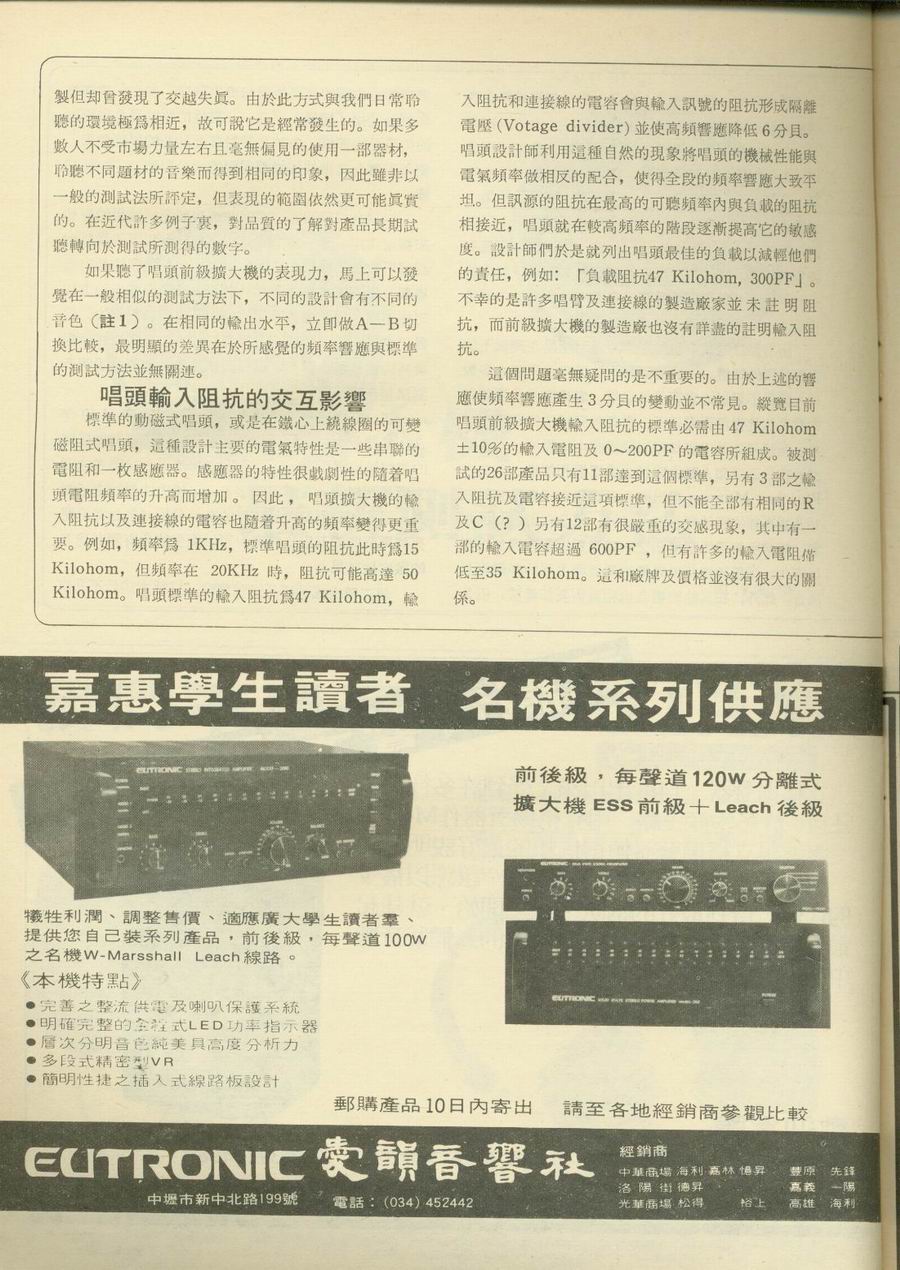 製但却曾發現了交越失眞。由於此方式與我們日常聆
聽的環境極爲相近，故可說它是經常發生的。如果多
數人不受市場力量左右且毫無偏見的使用一部器材，
聆聽不同題材的音樂而得到相同的印象，因此雖非以
一般的測試法所評定，但表現的範圍依然更可能眞實
的。在近代許多例子裏，對品質的了解對產品長期試
聽轉向於測試所測得的數字。
如果聽了唱頭前級擴大機的表現力，馬上可以發
覺在一般相似的測試方法下，不同的設計會有不同的
音色（註1）。在相同的輸出水平，立卽做A—B切
換比較，最明顯的差異在於所感覺的頻率響應與標準
的測試方法並無關連。
唱頭輸入阻抗的交互影響
標準的動磁式唱頭，或是在鐵心上繞線圈的可變
磁阻式唱頭，這種設計主要的電氣特性是一些串聯的
電阻和一枚感應器。感應器的特性很戲劇性的隨着唱
頭電阻頻率的升高而增加。因此，唱頭擴大機的輸
入阻抗以及連接線的電容也隨着升高的頻率變得更重
要。例如，頻率爲 1KHz，標準唱頭的阻抗此時爲15
Kilohom，但頻率在 20KHz 時，阻抗可能高達 50
Kilohom。唱頭標準的輸入阻抗爲47 Kilohom，輸
入阻抗和連接線的電容會與輸入訊號的阻抗形成隔離
電壓(Votage divider)並使高頻響應降低6分貝。
唱頭設計師利用這種自然的現象將唱頭的機械性能與
電氣頻率做相反的配合，使得全段的頻率響應大致平
坦。但訊源的阻抗在最高的可聽頻率內與負載的阻抗
相接近，唱頭就在較高頻率的階段逐漸提高它的敏感
度。設計師們於是就列出唱頭最佳的負載以減輕他們
的責任，例如：「負載阻抗47 Kilohom, 300PF」。
不幸的是許多唱臂及連接線的製造廠家並未註明阻
抗，而前級擴大機的製造廠也沒有詳盡的註明輸入阻
抗。
這個問題毫無疑問的是不重要的。由於上述的響
應使頻率響應產生3分貝的變動並不常見。縱覽目前
唱頭前級擴大機輸入阻抗的標準必需由47 Kilohom
±10%的輸入電阻及 0～200PF 的電容所組成。被測
試的26部產品只有11部達到這個標準，另有3部之輸
入阻抗及電容接近這項標準，但不能全部有相同的R
及C（？）另有12部有很嚴重的交感現象，其中有一
部的輸入電容超過 600PF ，但有許多的輸入電阻
低至35 Kilohom。這和廠牌及價格並沒有很大的關
係。
嘉惠學生讀者 名機系列供應
EUTRONIC STEREO INTEGRATED AMPLIFIER
前後級，每聲道120W分離式
擴大機 ESS前級＋Leach後級
犧牲利潤、調整售價、適應廣大學生讀者羣、
提供您自己裝系列產品，前後級，每聲道100W
之名機W-Marsshall Leach線路。
《本機特點》
●完善之整流供電及喇叭保護系統
●明確完整的全程式LED功率指示器
●層次分明音色純美具高度分析力
●多段式精密型VR
●簡明性捷之插入式線路板設計
EUTRONIC
EUTRONIC SOLID STATE STEREO POWER AMPLIFIER
POWER
郵購產品10日內寄出 請至各地經銷商參觀比較
EUTRONIC 愛韻音響社
中壢市新中北路199號 電話：(034) 452442
經銷商
中華商場 海利 嘉林 憶昇 豐原 先鋒
洛陽街 德昇 嘉義 一陽
光華商場 松得 裕上 高雄 海利